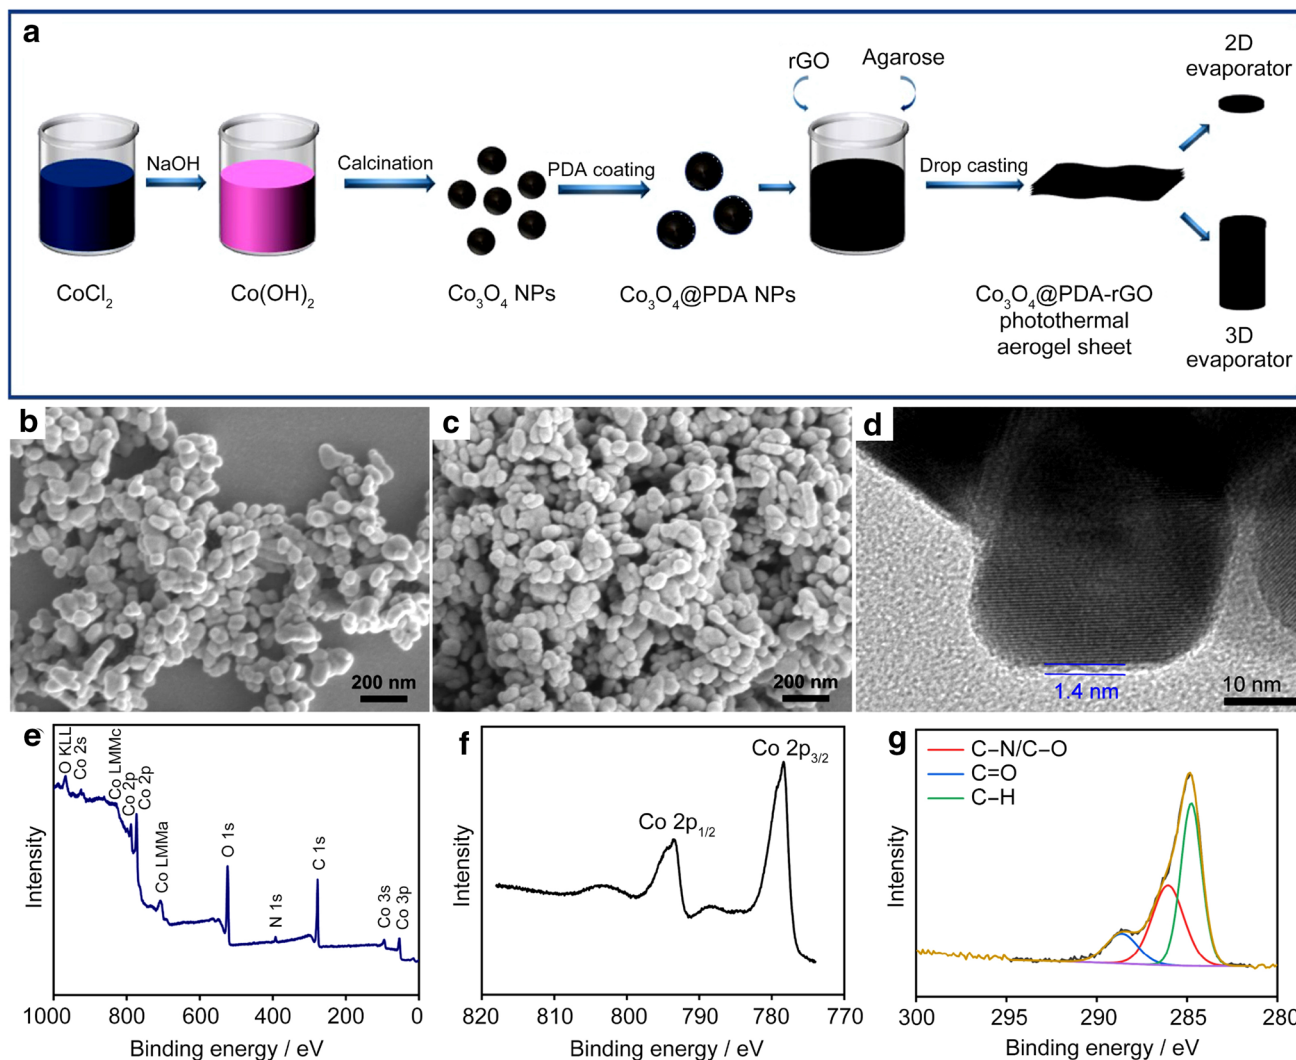 a
rGO
Agarose
2D
evaporator
NaOH
Calcination
PDA coating
Drop casting
CoCl₂
Co(OH)₂
Co₃O₄ NPs
Co₃O₄@PDA NPs
Co₃O₄@PDA-rGO
photothermal
aerogel sheet
3D
evaporator
b
200 nm
c
200 nm
d
1.4 nm
10 nm
e
O KLL
Co 2s
Co LMMc
Co 2p
Co 2p
Co LMMa
O 1s
N 1s
C 1s
Co 3s
Co 3p
Intensity
1000 800 600 400 200 0
Binding energy / eV
f
Co 2p₃/₂
Co 2p₁/₂
Intensity
820 810 800 790 780 770
Binding energy / eV
g
C–N/C–O
C=O
C–H
Intensity
300 295 290 285 280
Binding energy / eV